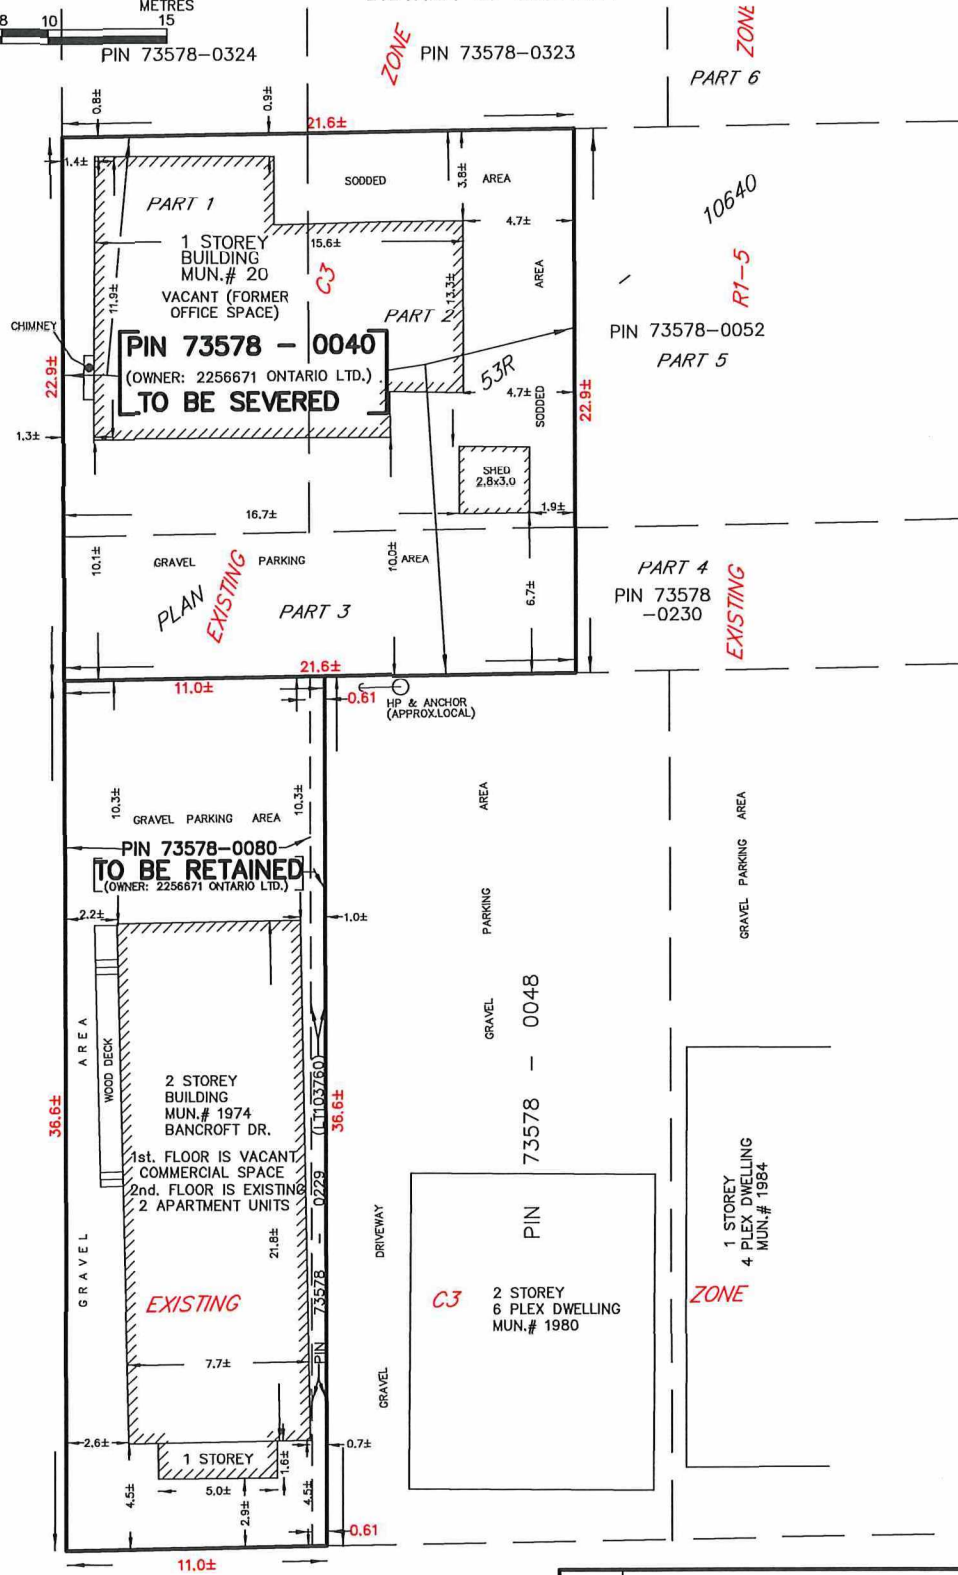 METRES
8 10 15
PIN 73578-0324
ZONE
PIN 73578-0323
ZONE
PART 6
0.8±
0.9±
21.6±
1.4±
SODDED AREA
3.8±
PART 1
4.7±
10640
1 STOREY
BUILDING
MUN.# 20
15.6±
C3
AREA
R1-5
VACANT (FORMER
OFFICE SPACE)
11.9±
13.3±
PART 2
CHIMNEY
PIN 73578-0052
PART 5
PIN 73578 - 0040
(OWNER: 2256671 ONTARIO LTD.)
TO BE SEVERED
22.9±
53R
4.7±
SODDED
22.9±
1.3±
SHED
2.8x3.0
16.7±
1.9±
10.1±
GRAVEL PARKING AREA
10.0±
PLAN
EXISTING
PART 3
6.7±
PART 4
PIN 73578
-0230
EXISTING
21.6±
11.0±
0.61
HP & ANCHOR
(APPROX.LOCAL)
10.3±
10.3±
GRAVEL PARKING AREA
PIN 73578-0080
TO BE RETAINED
(OWNER: 2256671 ONTARIO LTD.)
GRAVEL PARKING AREA
GRAVEL PARKING AREA
2.2±
1.0±
WOOD DECK
GRAVEL AREA
36.6±
2 STOREY
BUILDING
MUN.# 1974
BANCROFT DR.
1st. FLOOR IS VACANT
COMMERCIAL SPACE
2nd. FLOOR IS EXISTING
2 APARTMENT UNITS
21.8±
PIN 73578 - 0229 (LT103760)
36.6±
PIN 73578 - 0048
GRAVEL DRIVEWAY
EXISTING
C3
2 STOREY
6 PLEX DWELLING
MUN.# 1980
1 STOREY
4 PLEX DWELLING
MUN.# 1984
ZONE
7.7±
2.6±
0.7±
1 STOREY
1.6±
4.5±
5.0±
2.9±
4.5±
0.61
11.0±